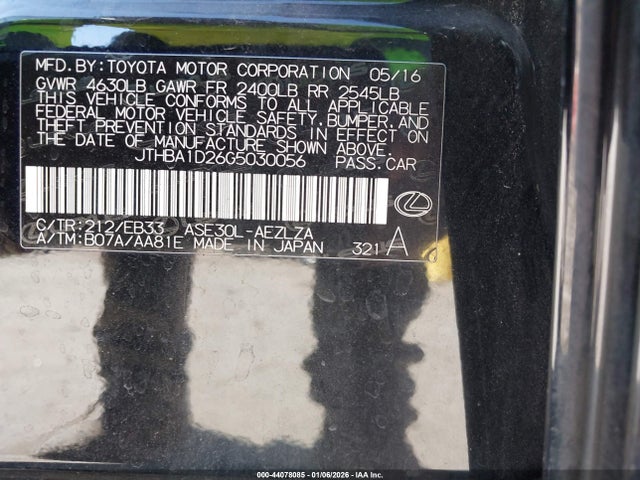 MFD.BY:TOYOTA MOTOR CORPORATION 05/16
GVWR 4630LB GAWR FR 2400LB RR 2545LB
THIS VEHICLE CONFORMS TO ALL APPLICABLE
FEDERAL MOTOR VEHICLE SAFETY,BUMPER,AND
THEFT PREVENTION STANDARDS IN EFFECT ON
THE DATE OF MANUFACTURE SHOWN ABOVE.
JTHBA1D26G5030056 PASS.CAR
C/TR:212/EB33 ASE30L-AEZLZA
A/TM:B07A/AA81E MADE IN JAPAN 321 A
000-44078085 - 01/06/2026 - IAA Inc.